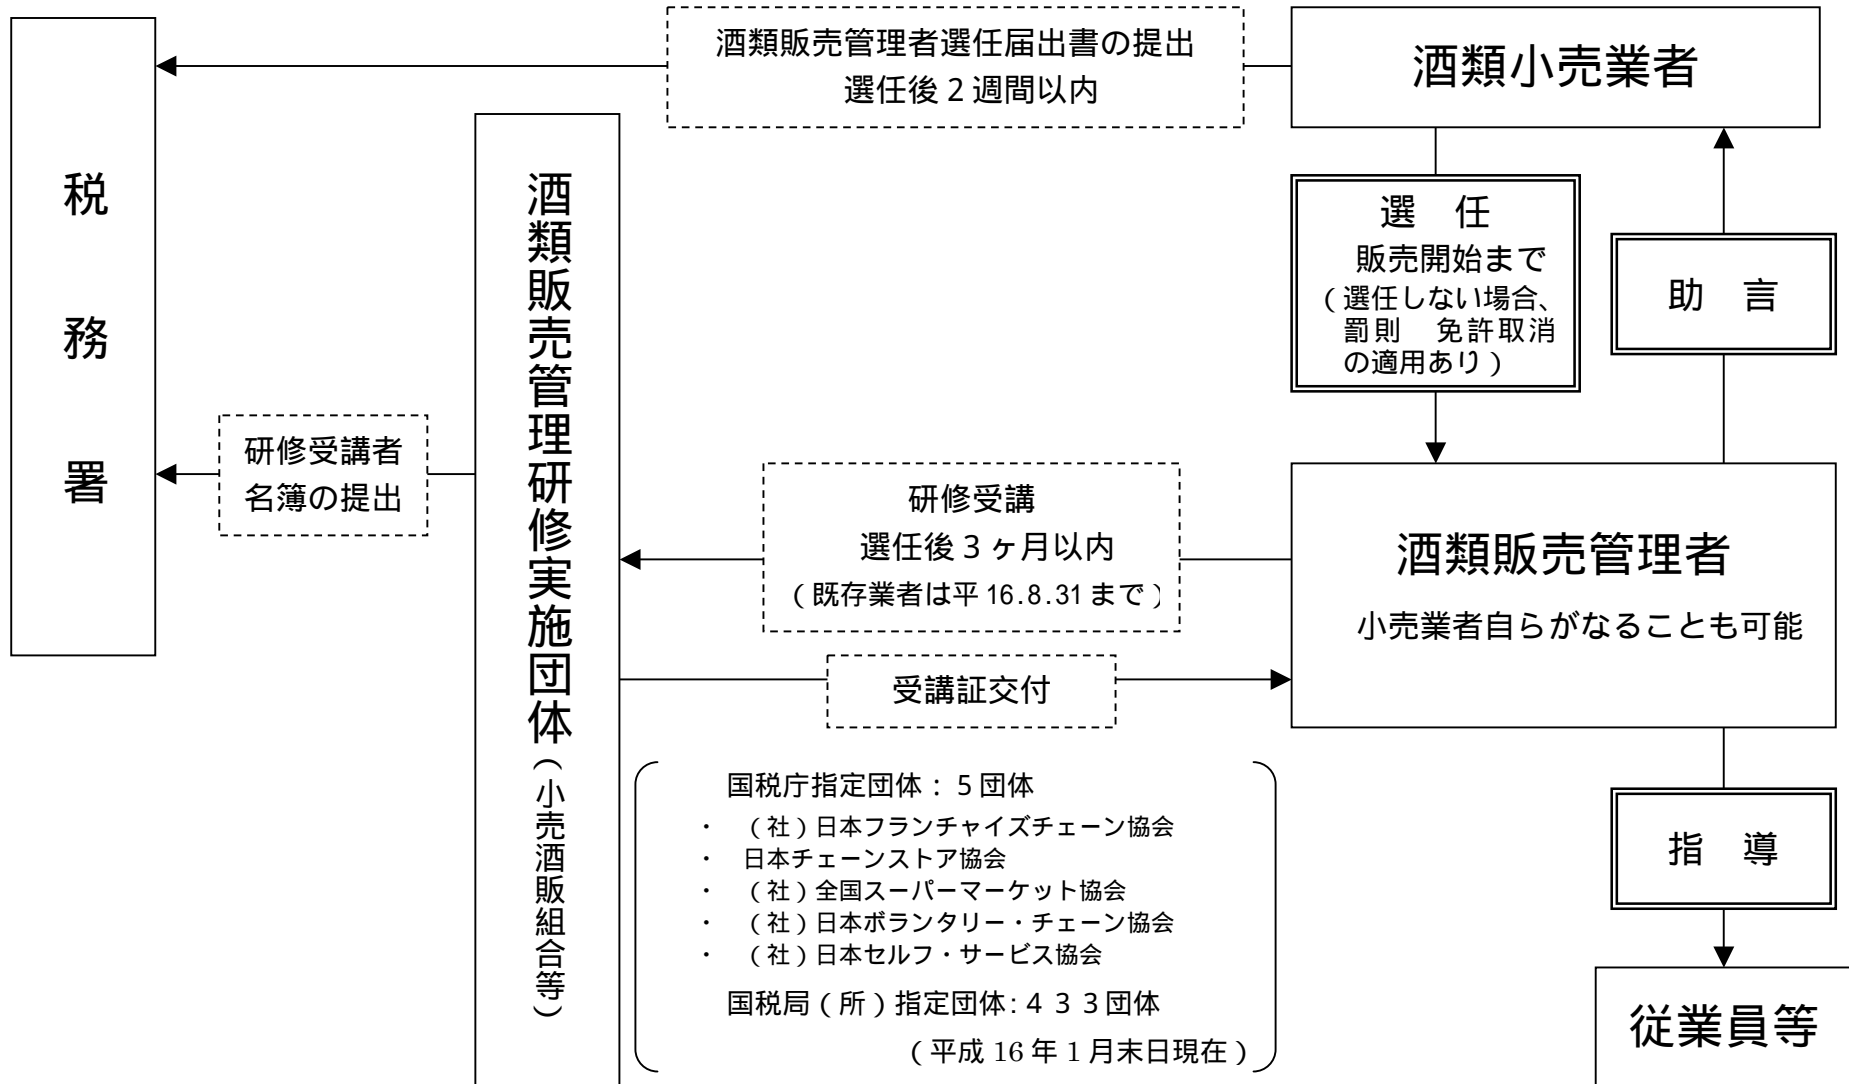 酒類販売管理者選任届出書の提出
選任後2週間以内
酒類小売業者
税務署
酒類販売管理研修実施団体(小売酒販組合等)
選　任
販売開始まで
(選任しない場合、
罰則　免許取消
の適用あり)
助　言
研修受講者
名簿の提出
研修受講
選任後3ヶ月以内
(既存業者は平16.8.31まで)
酒類販売管理者
小売業者自らがなることも可能
受講証交付
国税庁指定団体：5団体
・　(社)日本フランチャイズチェーン協会
・　日本チェーンストア協会
・　(社)全国スーパーマーケット協会
・　(社)日本ボランタリー・チェーン協会
・　(社)日本セルフ・サービス協会
国税局(所)指定団体:433団体
(平成16年1月末日現在)
指　導
従業員等